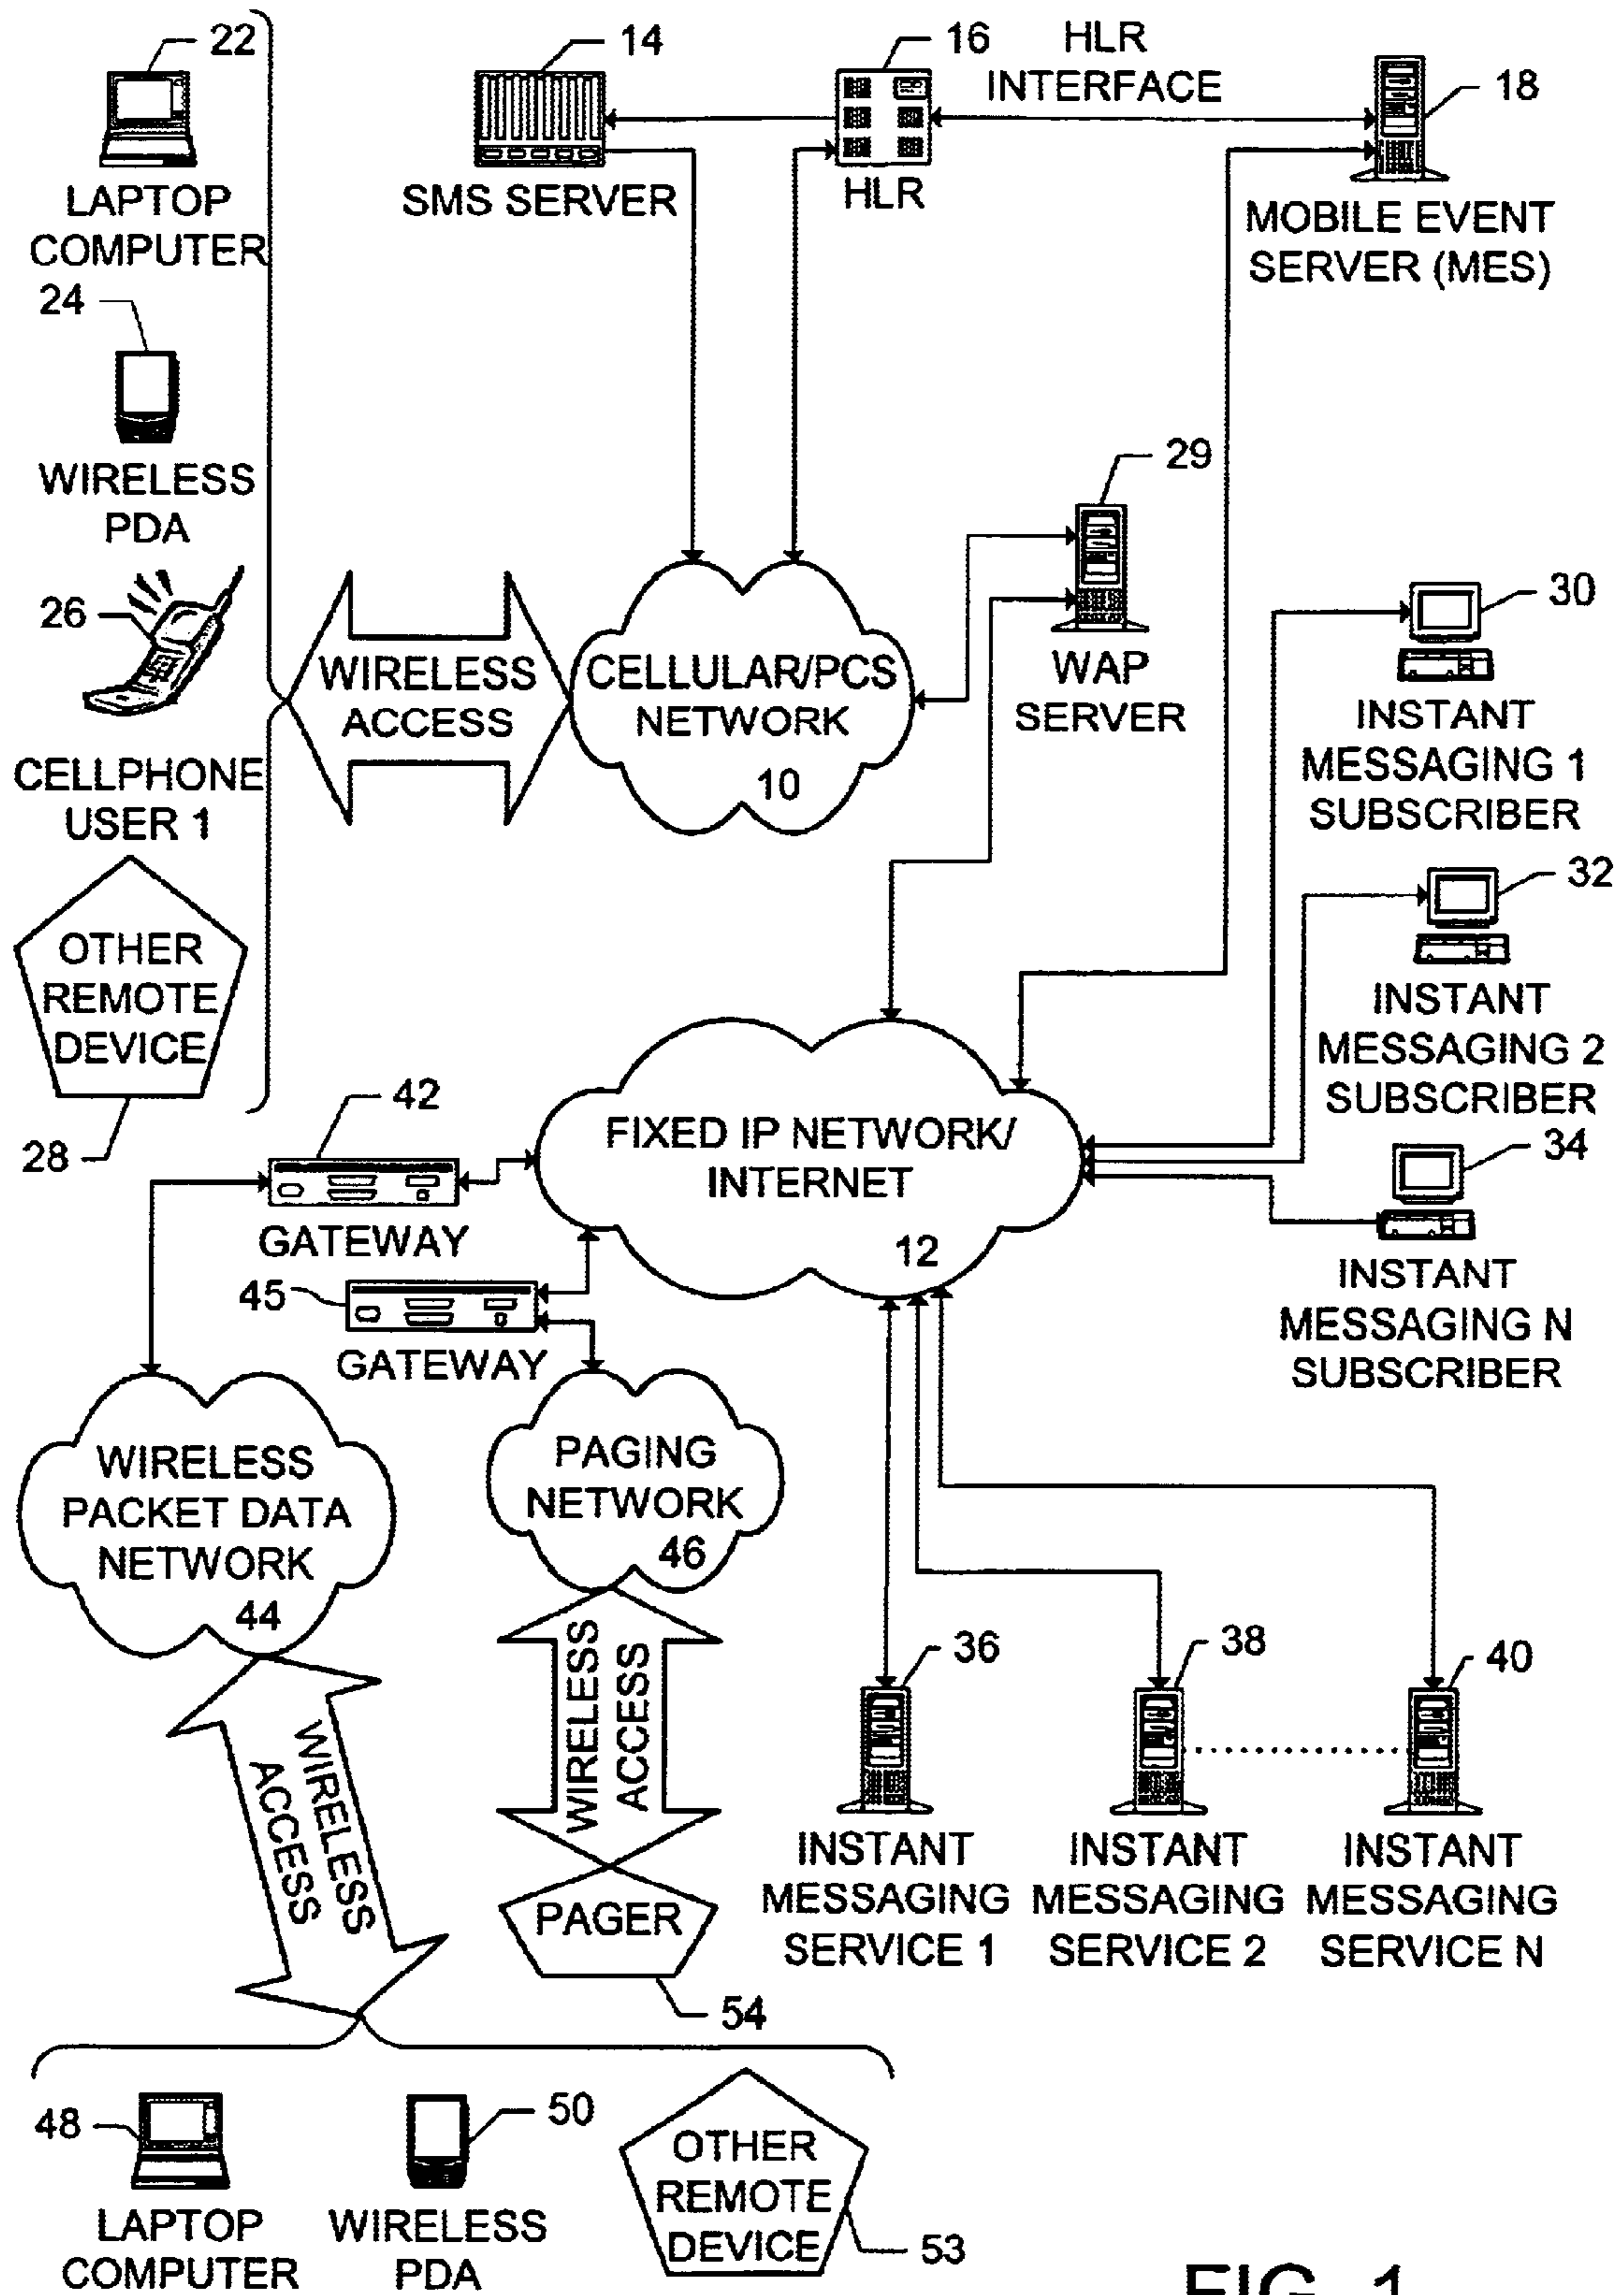 22
LAPTOP
COMPUTER
24
WIRELESS
PDA
26
CELLPHONE
USER 1
OTHER
REMOTE
DEVICE
28
14
SMS SERVER
16
HLR
HLR
INTERFACE
18
MOBILE EVENT
SERVER (MES)
WIRELESS
ACCESS
CELLULAR/PCS
NETWORK
10
29
WAP
SERVER
30
INSTANT
MESSAGING 1
SUBSCRIBER
32
INSTANT
MESSAGING 2
SUBSCRIBER
34
INSTANT
MESSAGING N
SUBSCRIBER
FIXED IP NETWORK/
INTERNET
12
42
GATEWAY
45
GATEWAY
WIRELESS
PACKET DATA
NETWORK
44
PAGING
NETWORK
46
WIRELESS
ACCESS
WIRELESS
ACCESS
PAGER
54
36
INSTANT
MESSAGING
SERVICE 1
38
INSTANT
MESSAGING
SERVICE 2
40
INSTANT
MESSAGING
SERVICE N
48
LAPTOP
COMPUTER
50
WIRELESS
PDA
OTHER
REMOTE
DEVICE
53
FIG. 1